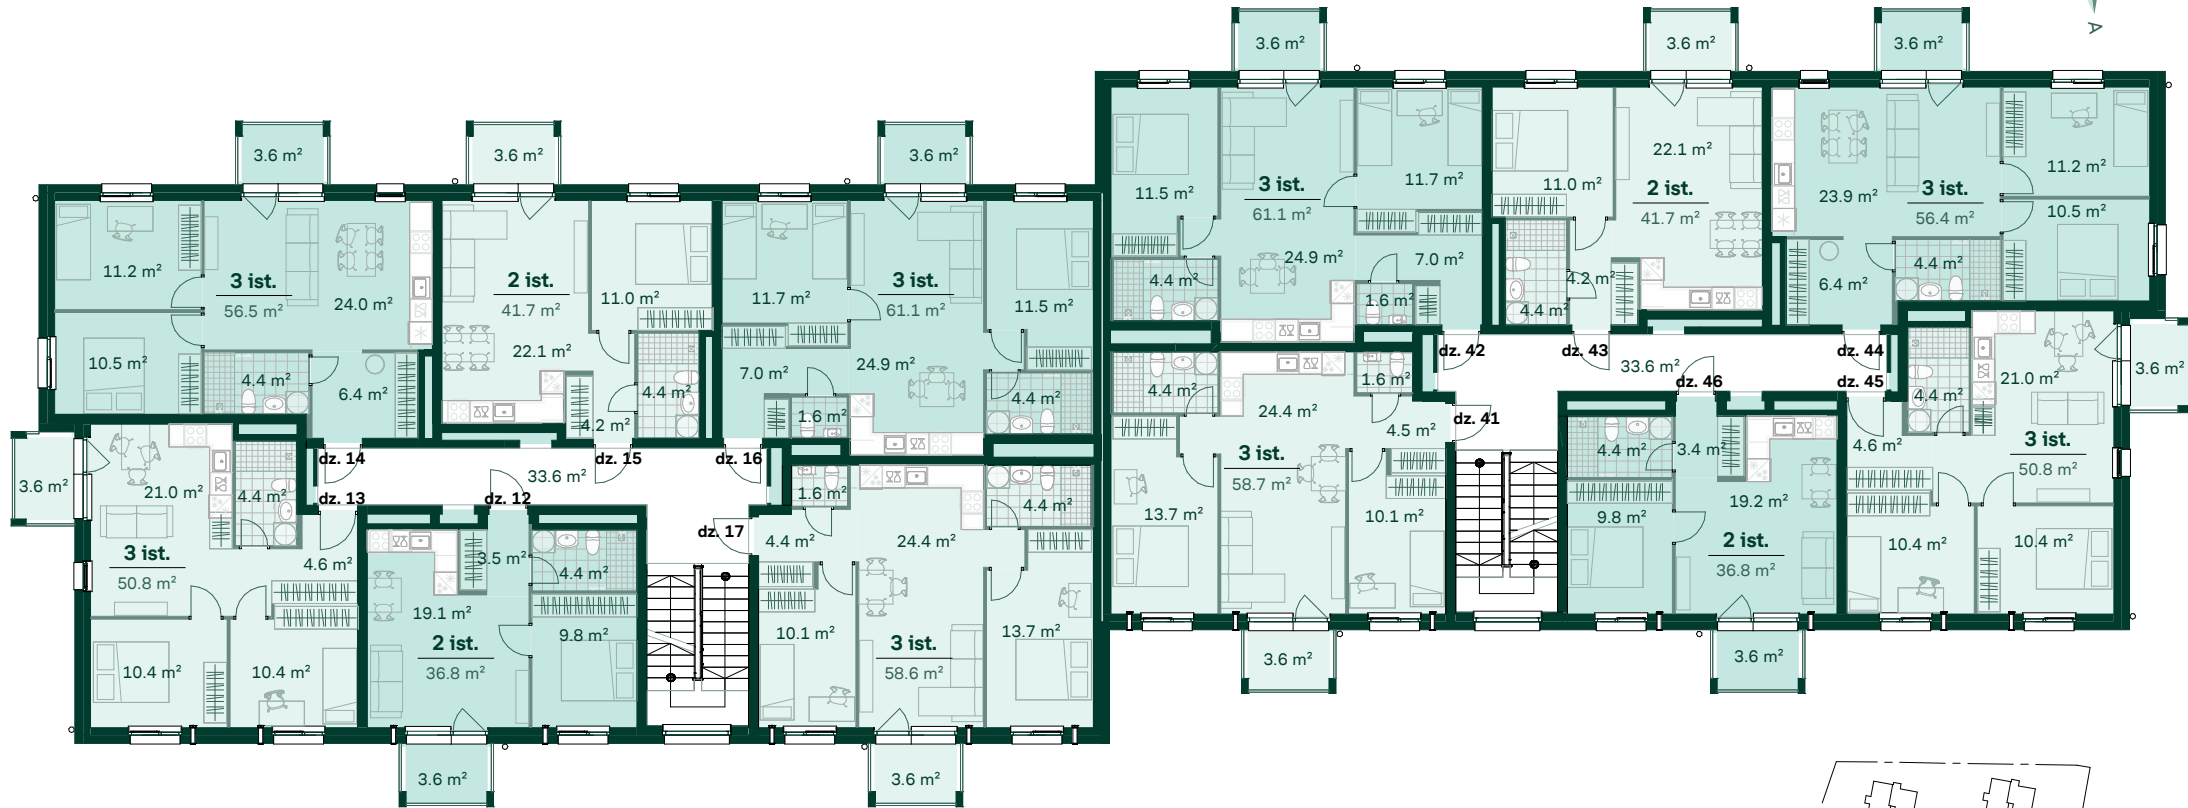 A
3.6 m²
3.6 m²
3.6 m²
3.6 m²
3.6 m²
3.6 m²
11.2 m²
3 ist.
56.5 m²
24.0 m²
10.5 m²
4.4 m²
6.4 m²
2 ist.
41.7 m²
11.0 m²
22.1 m²
4.4 m²
4.2 m²
11.7 m²
3 ist.
61.1 m²
11.5 m²
7.0 m²
24.9 m²
1.6 m²
4.4 m²
11.5 m²
3 ist.
61.1 m²
11.7 m²
24.9 m²
7.0 m²
4.4 m²
1.6 m²
11.0 m²
22.1 m²
2 ist.
41.7 m²
4.2 m²
4.4 m²
23.9 m²
3 ist.
56.4 m²
11.2 m²
10.5 m²
4.4 m²
6.4 m²
dz. 14
dz. 15
dz. 16
33.6 m²
dz. 13
dz. 12
dz. 17
3.6 m²
21.0 m²
4.4 m²
3 ist.
50.8 m²
4.6 m²
10.4 m²
10.4 m²
3.5 m²
4.4 m²
19.1 m²
2 ist.
36.8 m²
9.8 m²
3.6 m²
1.6 m²
4.4 m²
24.4 m²
4.4 m²
10.1 m²
3 ist.
58.6 m²
13.7 m²
3.6 m²
dz. 42
dz. 43
dz. 44
33.6 m²
dz. 46
dz. 45
dz. 41
4.4 m²
24.4 m²
1.6 m²
4.5 m²
3 ist.
58.7 m²
13.7 m²
10.1 m²
3.6 m²
4.4 m²
3.4 m²
19.2 m²
9.8 m²
2 ist.
36.8 m²
3.6 m²
21.0 m²
3.6 m²
4.4 m²
4.6 m²
3 ist.
50.8 m²
10.4 m²
10.4 m²